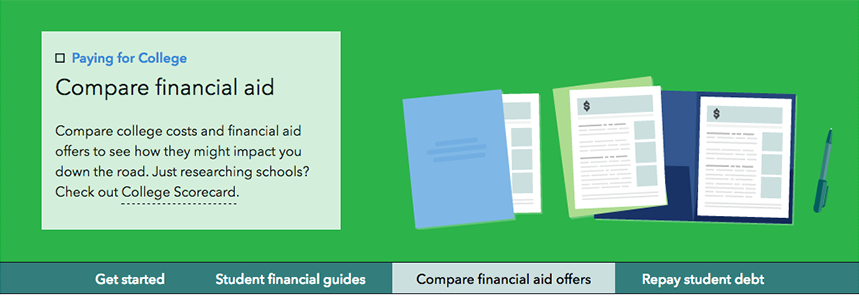 Paying for College
Compare financial aid
Compare college costs and financial aid
offers to see how they might impact you
down the road. Just researching schools?
Check out College Scorecard.
$
$
Get started
Student financial guides
Compare financial aid offers
Repay student debt